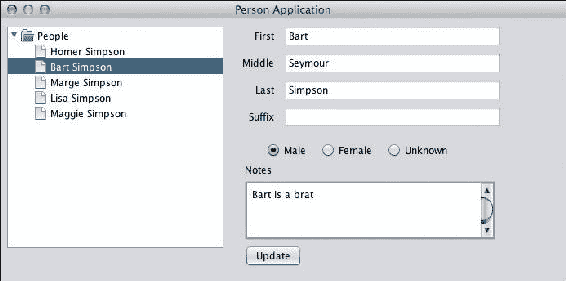 Person Application
People
Homer Simpson
Bart Simpson
Marge Simpson
Lisa Simpson
Maggie Simpson
First Bart
Middle Seymour
Last Simpson
Suffix
Male Female Unknown
Notes
Bart is a brat
Update